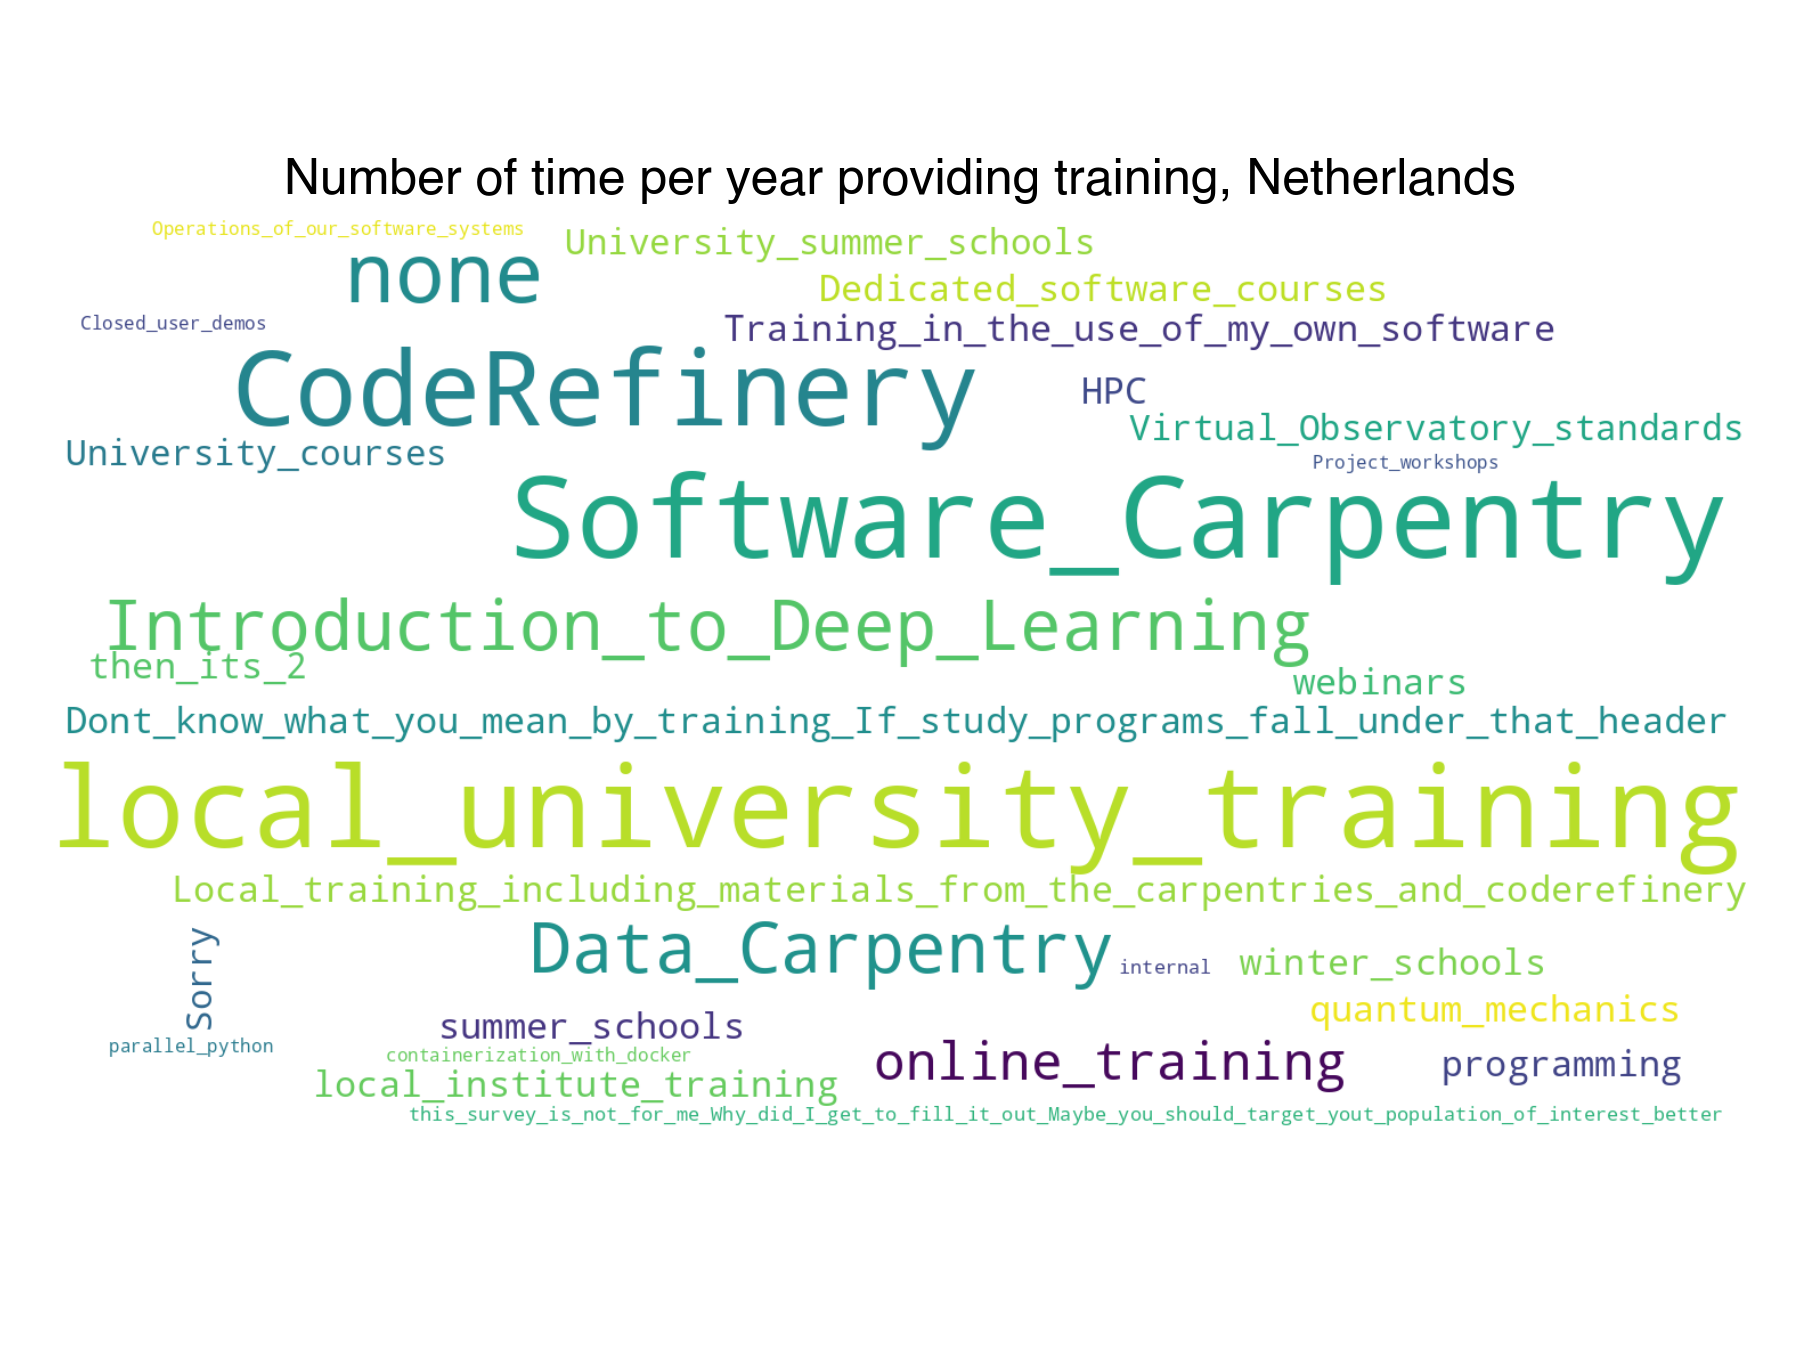 Number of time per year providing training, Netherlands
Operations_of_our_software_systems
University_summer_schools
none
Dedicated_software_courses
Closed_user_demos
Training_in_the_use_of_my_own_software
CodeRefinery
HPC
Virtual_Observatory_standards
University_courses
Project_workshops
Software_Carpentry
Introduction_to_Deep_Learning
then_its_2
webinars
Dont_know_what_you_mean_by_training_If_study_programs_fall_under_that_header
local_university_training
Local_training_including_materials_from_the_carpentries_and_coderefinery
Sorry
Data_Carpentry
internal
winter_schools
quantum_mechanics
summer_schools
parallel_python
containerization_with_docker
online_training
programming
local_institute_training
this_survey_is_not_for_me_Why_did_I_get_to_fill_it_out_Maybe_you_should_target_yout_population_of_interest_better